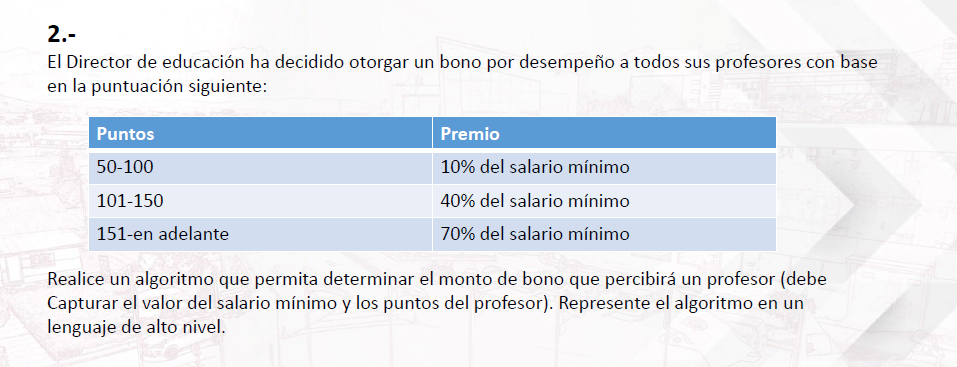 2.-
El Director de educación ha decidido otorgar un bono por desempeño a todos sus profesores con base
en la puntuación siguiente:
Puntos Premio
50-100 10% del salario mínimo
101-150 40% del salario mínimo
151-en adelante 70% del salario mínimo
Realice un algoritmo que permita determinar el monto de bono que percibirá un profesor (debe
Capturar el valor del salario mínimo y los puntos del profesor). Represente el algoritmo en un
lenguaje de alto nivel.